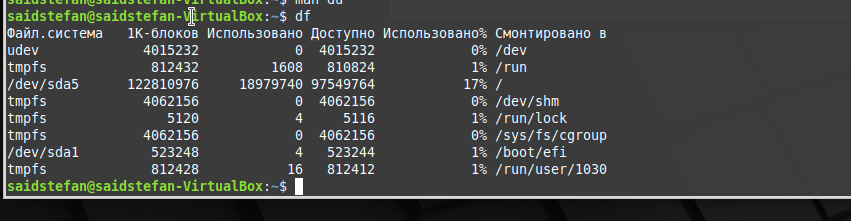 saidstefan@saidstefan-VirtualBox:~$ man du
saidstefan@saidstefan-VirtualBox:~$ df
Файл.система 1K-блоков Использовано Доступно Использовано% Смонтировано в
udev 4015232 0 4015232 0% /dev
tmpfs 812432 1608 810824 1% /run
/dev/sda5 122810976 18979740 97549764 17% /
tmpfs 4062156 0 4062156 0% /dev/shm
tmpfs 5120 4 5116 1% /run/lock
tmpfs 4062156 0 4062156 0% /sys/fs/cgroup
/dev/sda1 523248 4 523244 1% /boot/efi
tmpfs 812428 16 812412 1% /run/user/1030
saidstefan@saidstefan-VirtualBox:~$